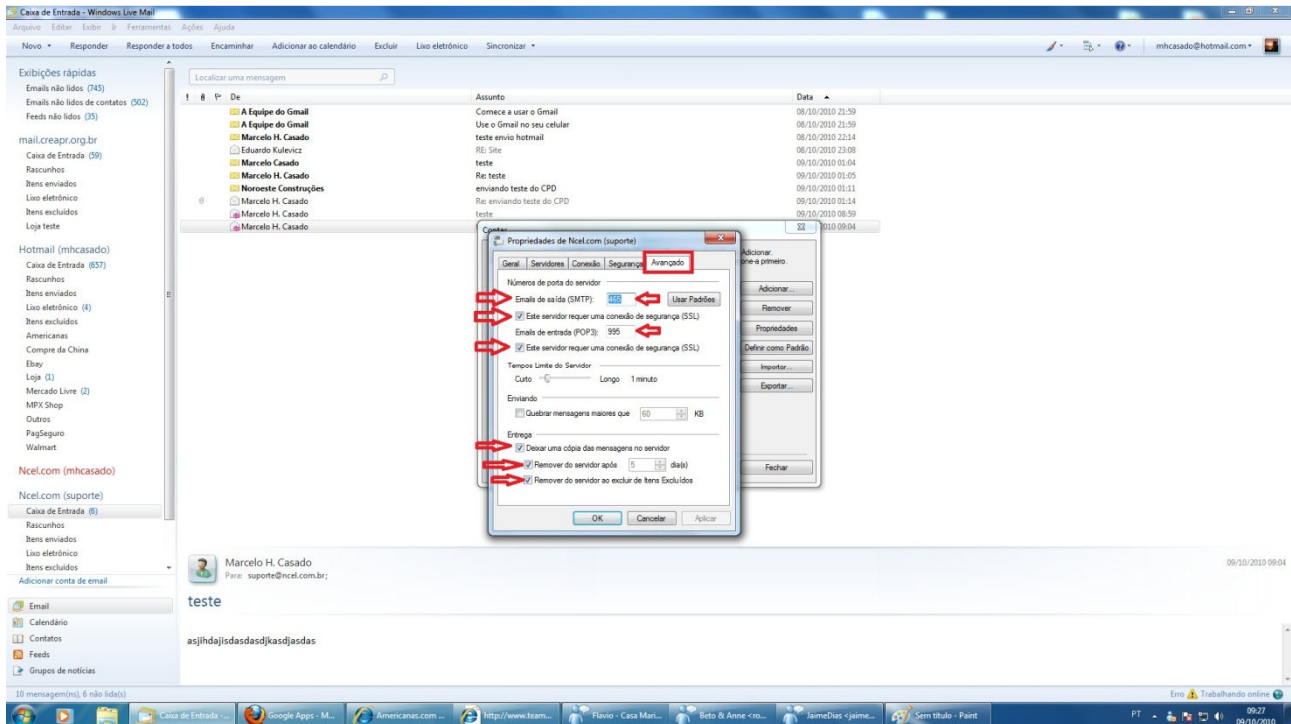 Caixa de Entrada - Windows Live Mail
Arquivo Editar Exibir Ir Ferramentas Ações Ajuda
Novo Responder Responder a todos Encaminhar Adicionar ao calendário Excluir Lixo eletrônico Sincronizar mhcasado@hotmail.com
Exibições rápidas
Emails não lidos (745)
Emails não lidos de contatos (502)
Feeds não lidos (35)
mail.creapr.org.br
Caixa de Entrada (59)
Rascunhos
Itens enviados
Lixo eletrônico
Itens excluídos
Loja teste
Hotmail (mhcasado)
Caixa de Entrada (657)
Rascunhos
Itens enviados
Lixo eletrônico (4)
Itens excluídos
Americanas
Compre da China
Ebay
Loja (1)
Mercado Livre (2)
MPX Shop
Outros
PagSeguro
Walmart
Ncel.com (mhcasado)
Ncel.com (suporte)
Caixa de Entrada (6)
Rascunhos
Itens enviados
Lixo eletrônico
Itens excluídos
Adicionar conta de email
Email
Calendário
Contatos
Feeds
Grupos de notícias
Localizar uma mensagem
! De Assunto Data
A Equipe do Gmail Comece a usar o Gmail 08/10/2010 21:59
A Equipe do Gmail Use o Gmail no seu celular 08/10/2010 21:59
Marcelo H. Casado teste envio hotmail 08/10/2010 22:14
Eduardo Kulevicz RE: Site 08/10/2010 23:08
Marcelo Casado teste 09/10/2010 01:04
Marcelo H. Casado Re: teste 09/10/2010 01:05
Noroeste Construções enviando teste do CPD 09/10/2010 01:11
Marcelo H. Casado Re: enviando teste do CPD 09/10/2010 01:14
Marcelo H. Casado teste 09/10/2010 08:59
Marcelo H. Casado 2010 09:04
Contas
Adicionar.
one-a primeiro.
Adicionar...
Remover
Propriedades
Definir como Padrão
Importar...
Exportar...
Fechar
Propriedades de Ncel.com (suporte)
Geral Servidores Conexão Segurança Avançado
Números de porta do servidor
Emails de saída (SMTP): 465 Usar Padrões
Este servidor requer uma conexão de segurança (SSL)
Emails de entrada (POP3): 995
Este servidor requer uma conexão de segurança (SSL)
Tempos Limite do Servidor
Curto Longo 1 minuto
Enviando
Quebrar mensagens maiores que 60 KB
Entrega
Deixar uma cópia das mensagens no servidor
Remover do servidor após 5 dia(s)
Remover do servidor ao excluir de Itens Excluídos
OK Cancelar Aplicar
Marcelo H. Casado 09/10/2010 09:04
Para: suporte@ncel.com.br;
teste
asjihdajisdasdasdjkasdjasdas
10 mensagem(ns), 6 não lida(s) Erro Trabalhando online
Caixa de Entrada -... Google Apps - M... Americanas.com ... http://www.team... Flavio - Casa Mari... Beto & Anne <ro... JaimeDias <jaime... Sem título - Paint PT 09:27
09/10/2010